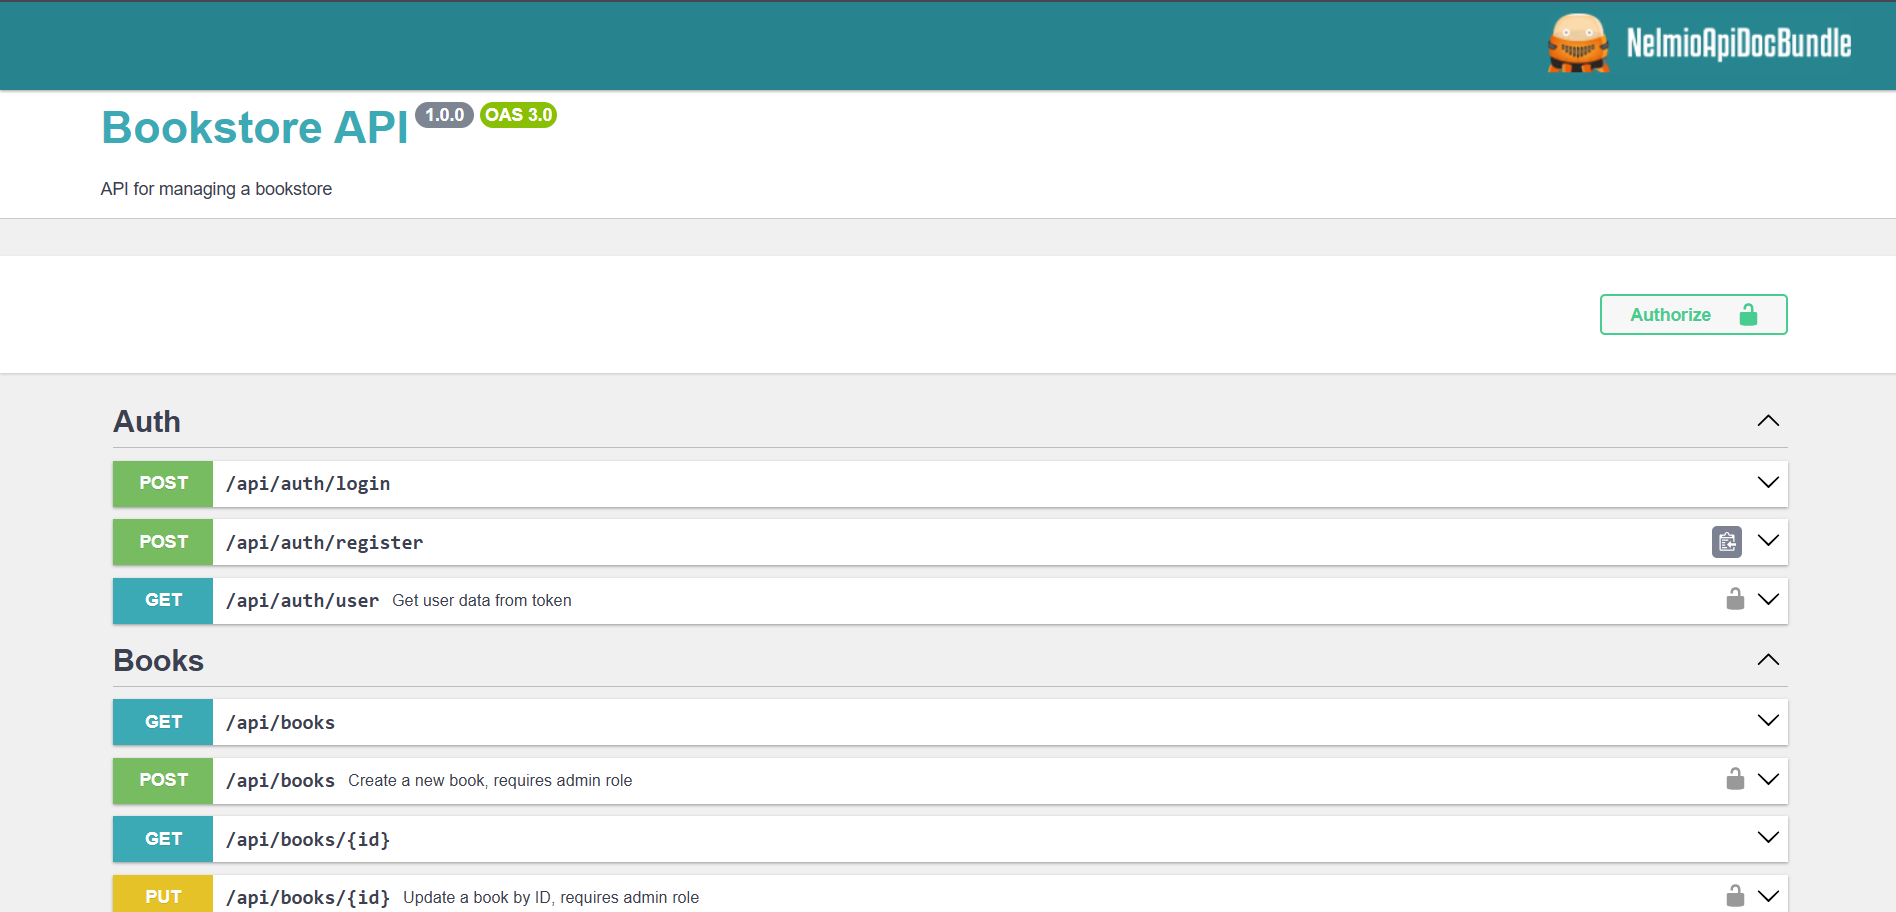 NelmioApiDocBundle
Bookstore API 1.0.0 OAS 3.0
API for managing a bookstore
Authorize
Auth
POST /api/auth/login
POST /api/auth/register
GET /api/auth/user Get user data from token
Books
GET /api/books
POST /api/books Create a new book, requires admin role
GET /api/books/{id}
PUT /api/books/{id} Update a book by ID, requires admin role